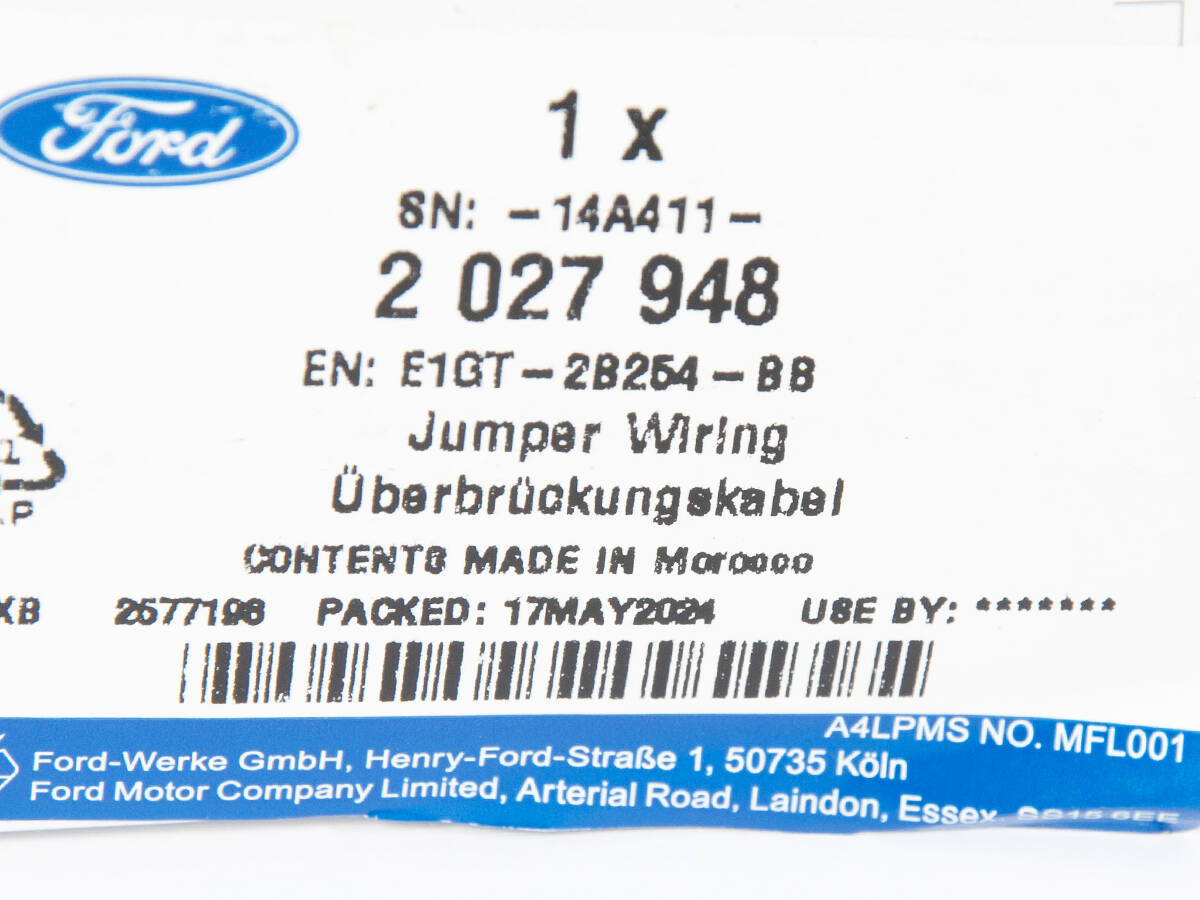 Ford
1 x
SN: -14A411-
2 027 948
EN: E1GT-2B254-BB
Jumper Wiring
Überbrückungskabel
CONTENTS MADE IN Morocco
XB 2577196 PACKED: 17MAY2024 USE BY: *******
A4LPMS NO. MFL001
Ford-Werke GmbH, Henry-Ford-Straße 1, 50735 Köln
Ford Motor Company Limited, Arterial Road, Laindon, Essex